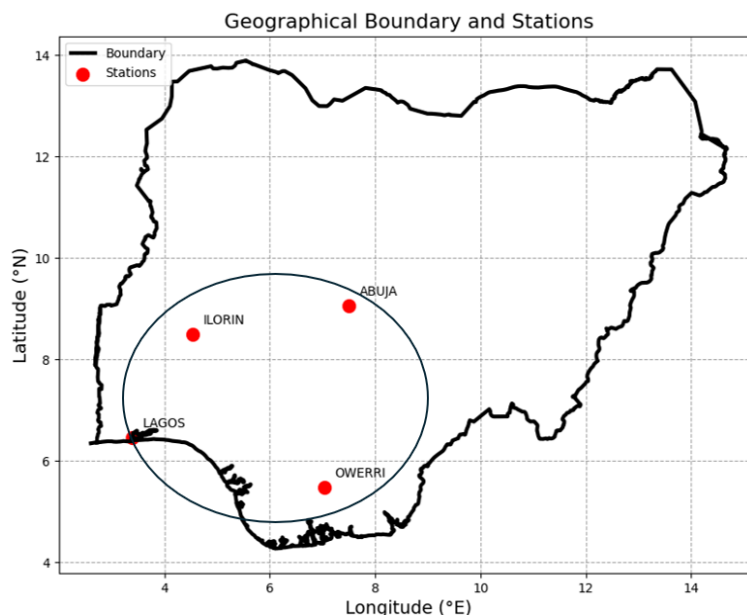 Geographical Boundary and Stations
Boundary
Stations
14
12
10
8
6
4
Latitude (°N)
ABUJA
ILORIN
LAGOS
OWERRI
4
6
8
10
12
14
Longitude (°E)